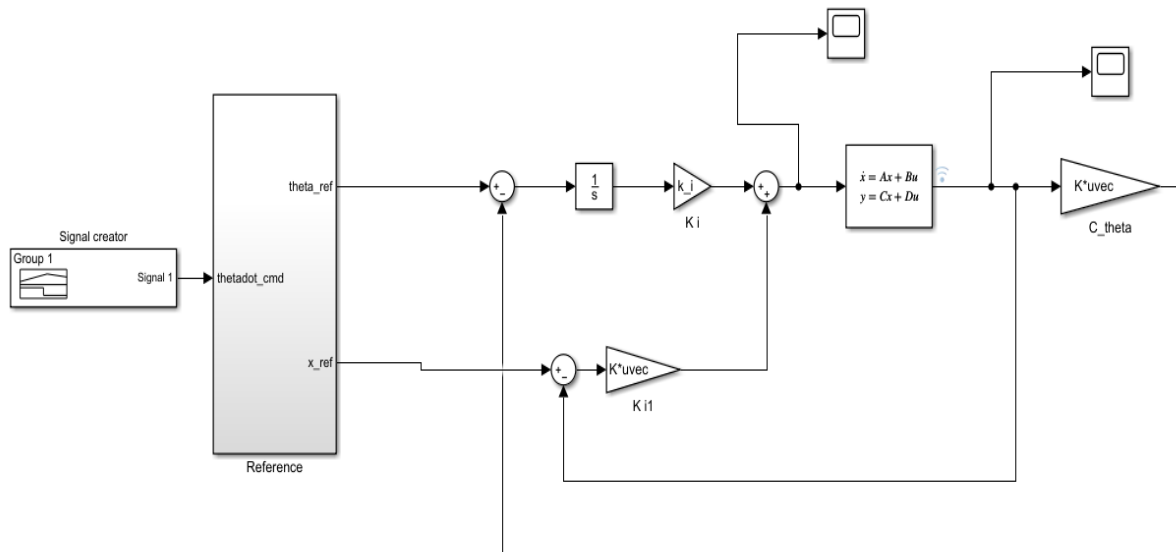 Signal creator
Group 1
Signal 1
thetadot_cmd
theta_ref
x_ref
Reference
1
s
k_i
K i
K*uvec
K i1
ẋ = Ax + Bu
y = Cx + Du
K*uvec
C_theta
+
-
+
-
+
+